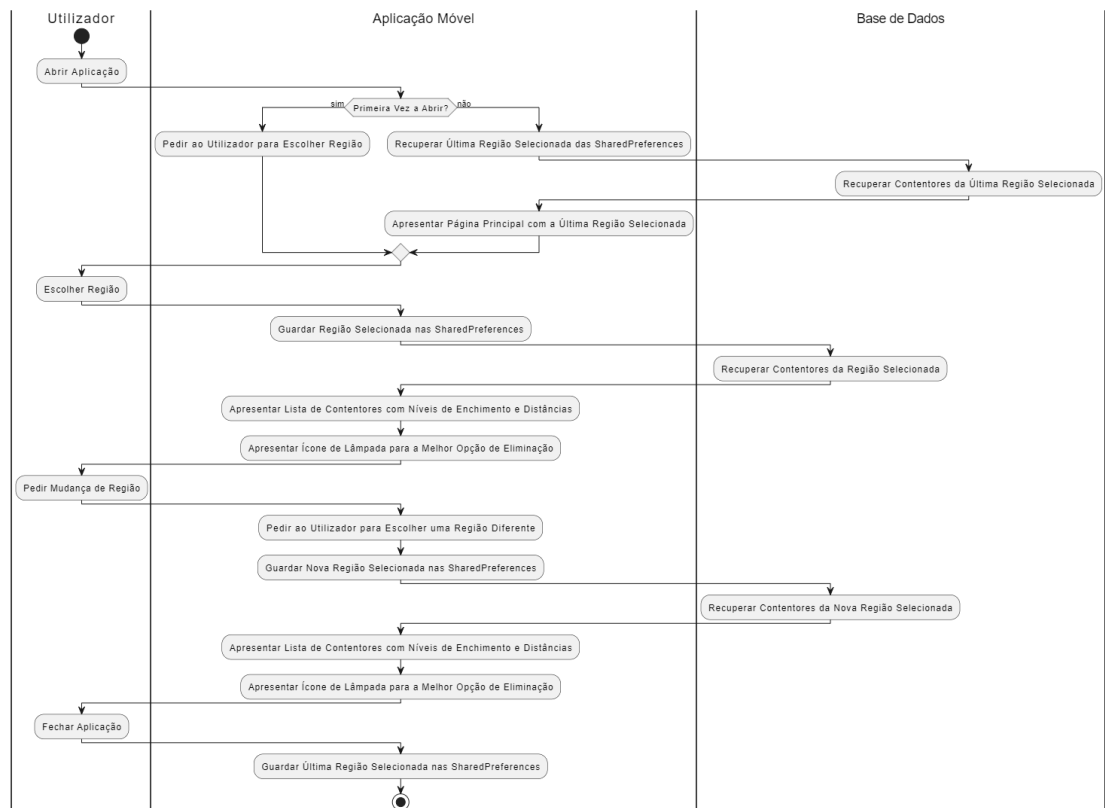 Utilizador
Aplicação Móvel
Base de Dados
Abrir Aplicação
sim
Primeira Vez a Abrir?
não
Pedir ao Utilizador para Escolher Região
Recuperar Última Região Selecionada das SharedPreferences
Recuperar Contentores da Última Região Selecionada
Apresentar Página Principal com a Última Região Selecionada
Escolher Região
Guardar Região Selecionada nas SharedPreferences
Recuperar Contentores da Região Selecionada
Apresentar Lista de Contentores com Níveis de Enchimento e Distâncias
Apresentar Ícone de Lâmpada para a Melhor Opção de Eliminação
Pedir Mudança de Região
Pedir ao Utilizador para Escolher uma Região Diferente
Guardar Nova Região Selecionada nas SharedPreferences
Recuperar Contentores da Nova Região Selecionada
Apresentar Lista de Contentores com Níveis de Enchimento e Distâncias
Apresentar Ícone de Lâmpada para a Melhor Opção de Eliminação
Fechar Aplicação
Guardar Última Região Selecionada nas SharedPreferences